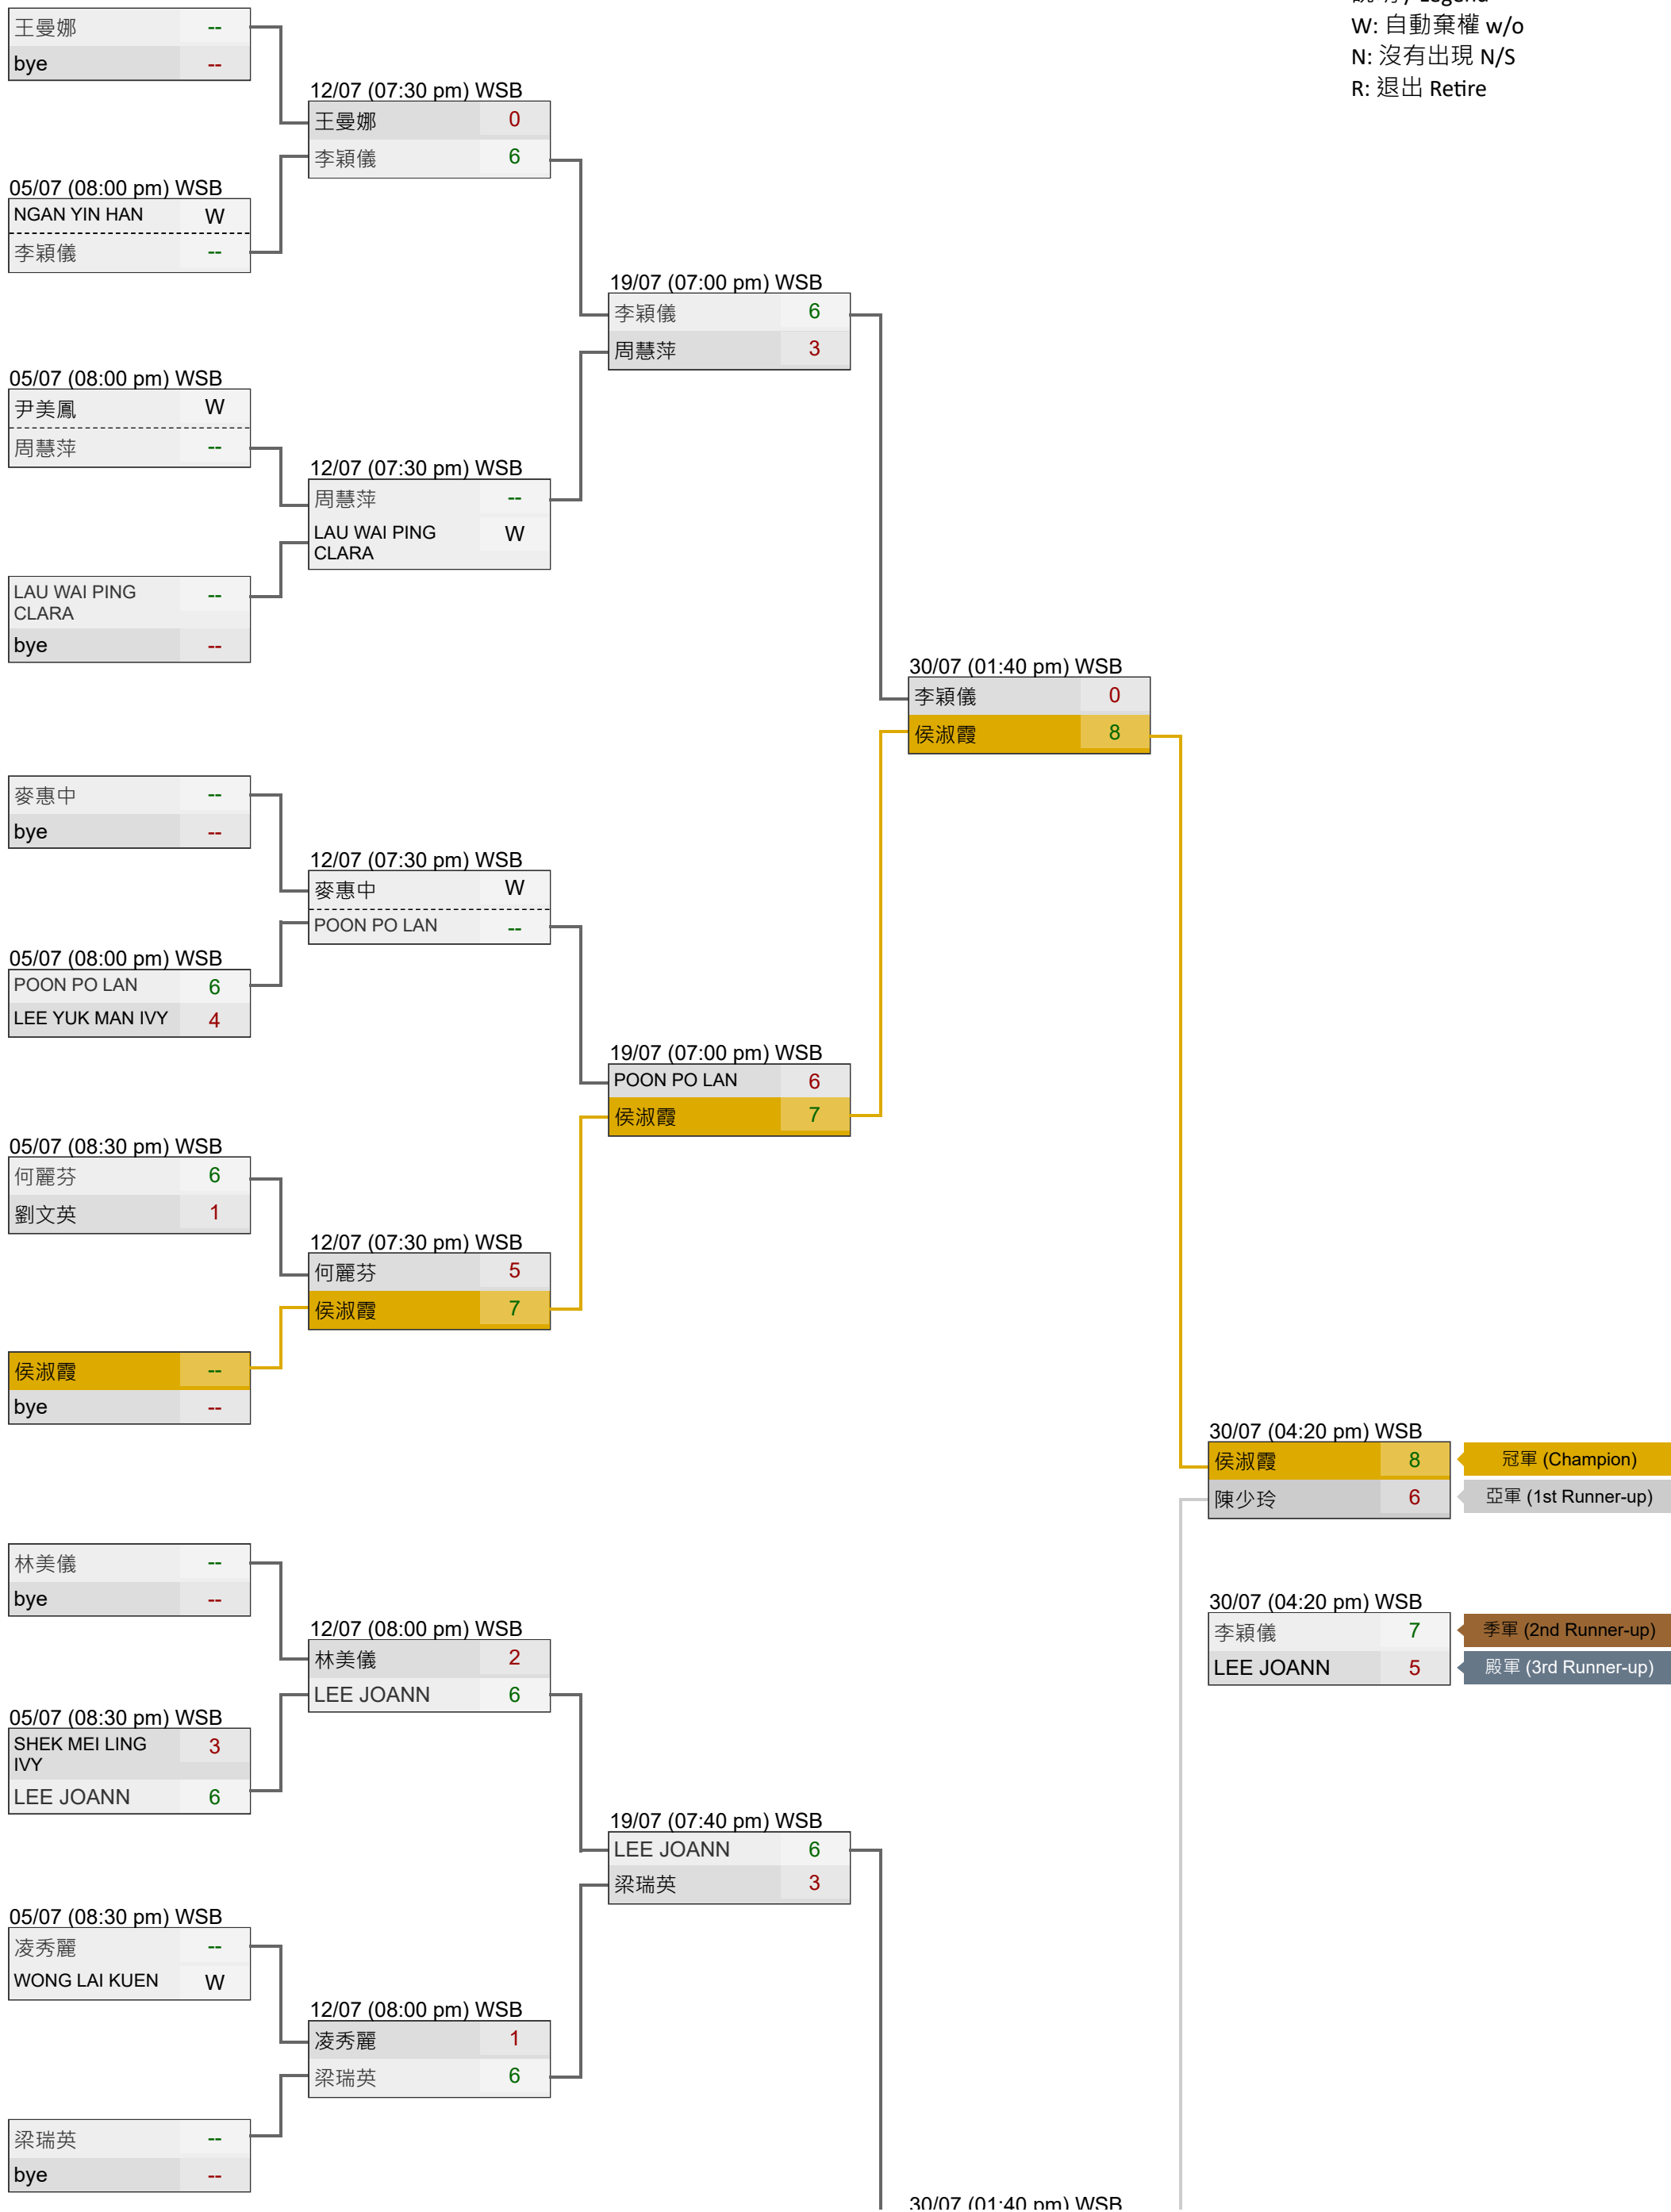 / Legend
W: 自動棄權 w/o
N: 沒有出現 N/S
R: 退出 Retire
王曼娜 --
bye --
12/07 (07:30 pm) WSB
王曼娜 0
李穎儀 6
05/07 (08:00 pm) WSB
NGAN YIN HAN W
李穎儀 --
19/07 (07:00 pm) WSB
李穎儀 6
周慧萍 3
05/07 (08:00 pm) WSB
尹美鳳 W
周慧萍 --
12/07 (07:30 pm) WSB
周慧萍 --
LAU WAI PING W
CLARA
LAU WAI PING --
CLARA
bye --
30/07 (01:40 pm) WSB
李穎儀 0
侯淑霞 8
麥惠中 --
bye --
12/07 (07:30 pm) WSB
麥惠中 W
POON PO LAN --
05/07 (08:00 pm) WSB
POON PO LAN 6
LEE YUK MAN IVY 4
19/07 (07:00 pm) WSB
POON PO LAN 6
侯淑霞 7
05/07 (08:30 pm) WSB
何麗芬 6
劉文英 1
12/07 (07:30 pm) WSB
何麗芬 5
侯淑霞 7
侯淑霞 --
bye --
30/07 (04:20 pm) WSB
侯淑霞 8 冠軍 (Champion)
陳少玲 6 亞軍 (1st Runner-up)
林美儀 --
bye --
30/07 (04:20 pm) WSB
李穎儀 7 季軍 (2nd Runner-up)
LEE JOANN 5 殿軍 (3rd Runner-up)
12/07 (08:00 pm) WSB
林美儀 2
LEE JOANN 6
05/07 (08:30 pm) WSB
SHEK MEI LING 3
IVY
LEE JOANN 6
19/07 (07:40 pm) WSB
LEE JOANN 6
梁瑞英 3
05/07 (08:30 pm) WSB
凌秀麗 --
WONG LAI KUEN W
12/07 (08:00 pm) WSB
凌秀麗 1
梁瑞英 6
梁瑞英 --
bye --
30/07 (01:40 pm) WSB